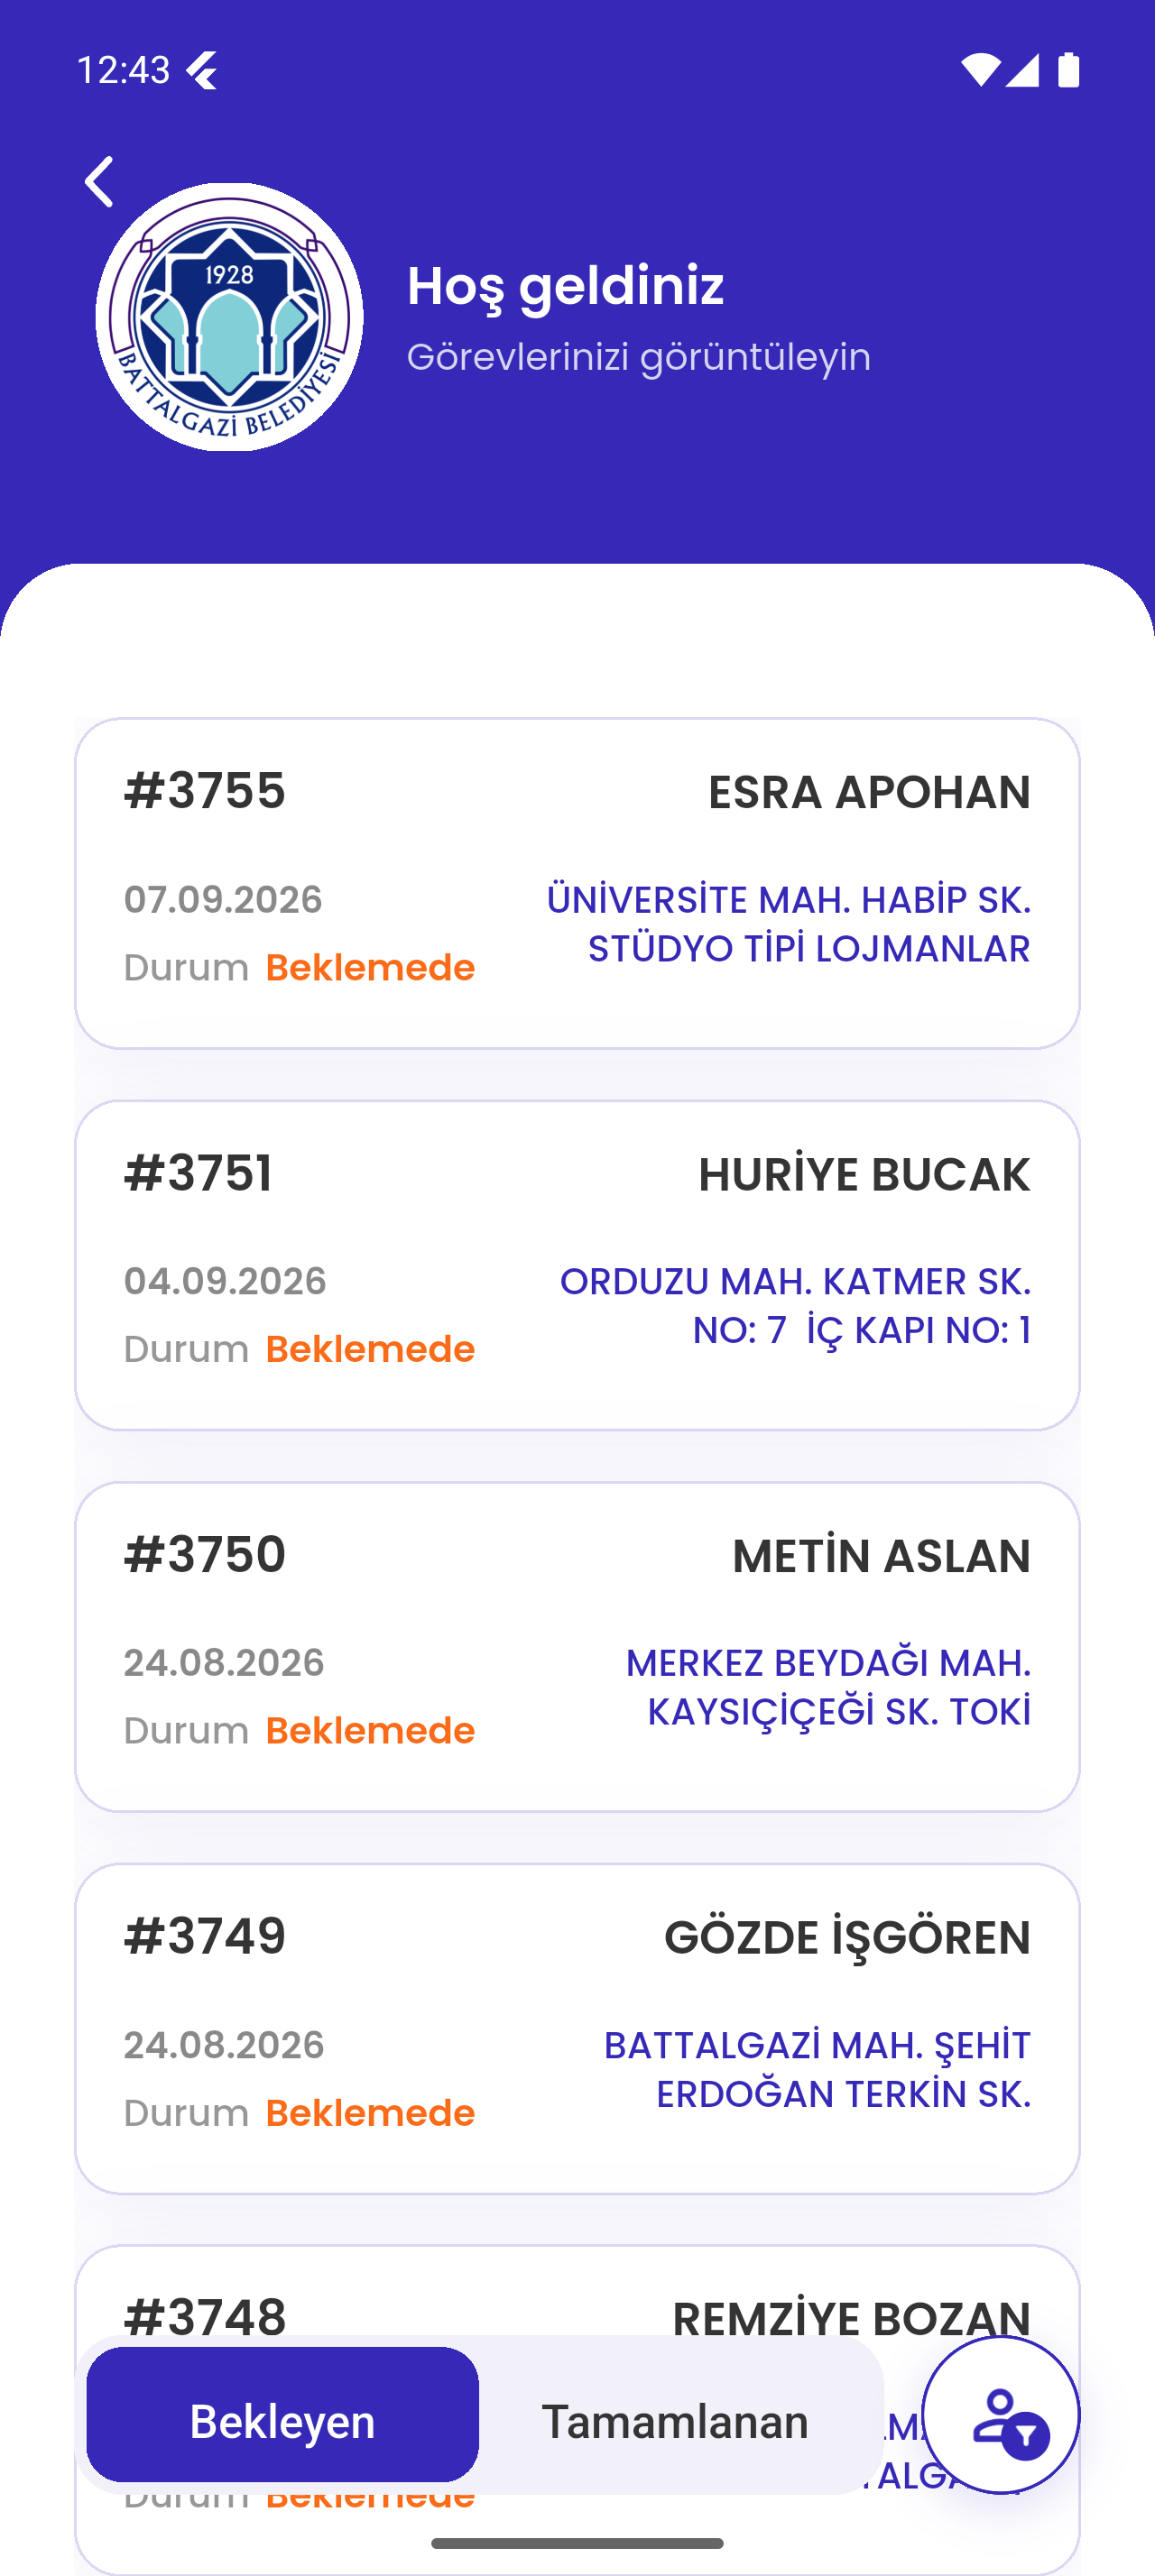 12:43
1928
BATTALGAZİ BELEDİYESİ
Hoş geldiniz
Görevlerinizi görüntüleyin
#3755
ESRA APOHAN
07.09.2026
ÜNİVERSİTE MAH. HABİP SK.
STÜDYO TİPİ LOJMANLAR
Durum Beklemede
#3751
HURİYE BUCAK
04.09.2026
ORDUZU MAH. KATMER SK.
NO: 7  İÇ KAPI NO: 1
Durum Beklemede
#3750
METİN ASLAN
24.08.2026
MERKEZ BEYDAĞI MAH.
KAYSIÇİÇEĞİ SK. TOKİ
Durum Beklemede
#3749
GÖZDE İŞGÖREN
24.08.2026
BATTALGAZİ MAH. ŞEHİT
ERDOĞAN TERKİN SK.
Durum Beklemede
#3748
REMZİYE BOZAN
Bekleyen
Tamamlanan
Durum Beklemede